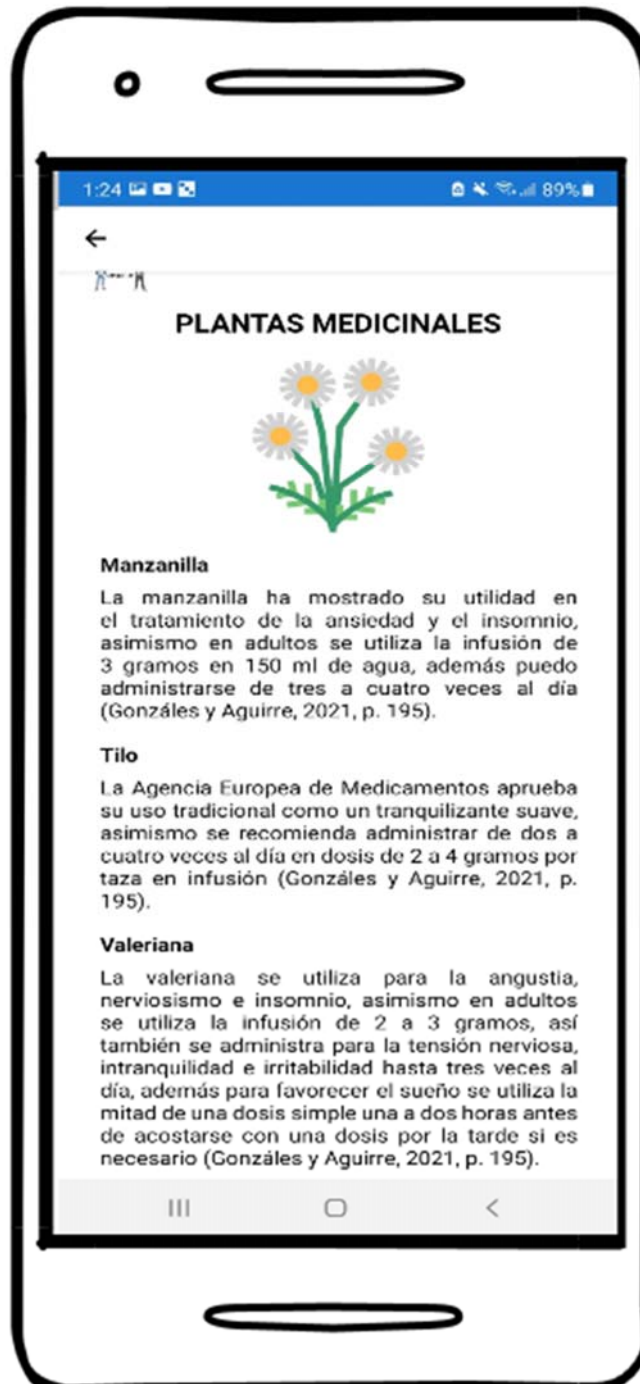 1:24 89%
PLANTAS MEDICINALES
Manzanilla
La manzanilla ha mostrado su utilidad en
el tratamiento de la ansiedad y el insomnio,
asimismo en adultos se utiliza la infusión de
3 gramos en 150 ml de agua, además puedo
administrarse de tres a cuatro veces al día
(Gonzáles y Aguirre, 2021, p. 195).
Tilo
La Agencia Europea de Medicamentos aprueba
su uso tradicional como un tranquilizante suave,
asimismo se recomienda administrar de dos a
cuatro veces al día en dosis de 2 a 4 gramos por
taza en infusión (Gonzáles y Aguirre, 2021, p.
195).
Valeriana
La valeriana se utiliza para la angustia,
nerviosismo e insomnio, asimismo en adultos
se utiliza la infusión de 2 a 3 gramos, así
también se administra para la tensión nerviosa,
intranquilidad e irritabilidad hasta tres veces al
día, además para favorecer el sueño se utiliza la
mitad de una dosis simple una a dos horas antes
de acostarse con una dosis por la tarde si es
necesario (Gonzáles y Aguirre, 2021, p. 195).